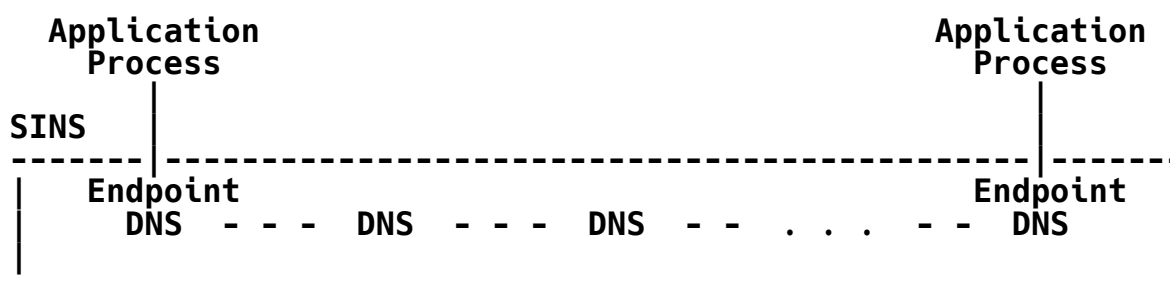 Application Application
Process Process
| |
SINS | |
-------|---------------------------------------------|------
| Endpoint Endpoint
| DNS - - - DNS - - - DNS - - . . . - - DNS
|